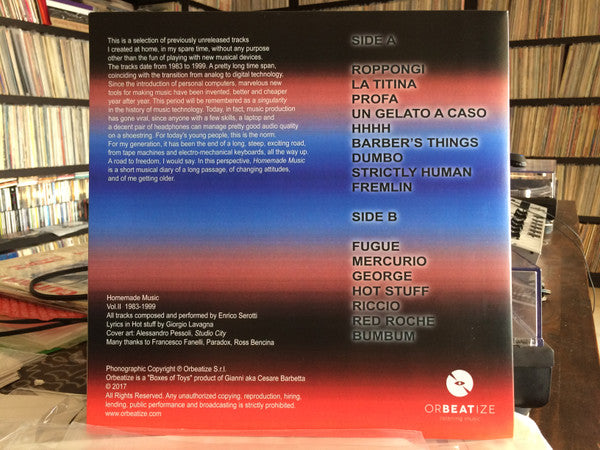 This is a selection of previously unreleased tracks
I created at home, in my spare time, without any purpose
other than the fun of playing with new musical devices.
The tracks date from 1983 to 1999. A pretty long time span,
coinciding with the transition from analog to digital technology.
Since the introduction of personal computers, marvelous new
tools for making music have been invented, better and cheaper
year after year. This period will be remembered as a singularity
in the history of music technology. Today, in fact, music production
has gone viral, since anyone with a few skills, a laptop and
a decent pair of headphones can manage pretty good audio quality
on a shoestring. For today's young people, this is the norm.
For my generation, it has been the end of a long, steep, exciting road,
from tape machines and electro-mechanical keyboards, all the way up.
A road to freedom, I would say. In this perspective, Homemade Music
is a short musical diary of a long passage, of changing attitudes,
and of me getting older.
Homemade Music
Vol.II 1983-1999
All tracks composed and performed by Enrico Serotti
Lyrics in Hot stuff by Giorgio Lavagna
Cover art: Alessandro Pessoli, Studio City
Many thanks to Francesco Fanelli, Paradox, Ross Bencina
Phonographic Copyright ℗ Orbeatize S.r.l.
Orbeatize is a "Boxes of Toys" product of Gianni aka Cesare Barbetta
© 2017
All Rights Reserved. Any unauthorized copying, reproduction, hiring,
lending, public performance and broadcasting is strictly prohibited.
www.orbeatize.com
SIDE A
ROPPONGI
LA TITINA
PROFA
UN GELATO A CASO
HHHH
BARBER'S THINGS
DUMBO
STRICTLY HUMAN
FREMLIN
SIDE B
FUGUE
MERCURIO
GEORGE
HOT STUFF
RICCIO
RED ROCHE
BUMBUM
ORBEATIZE
listening music